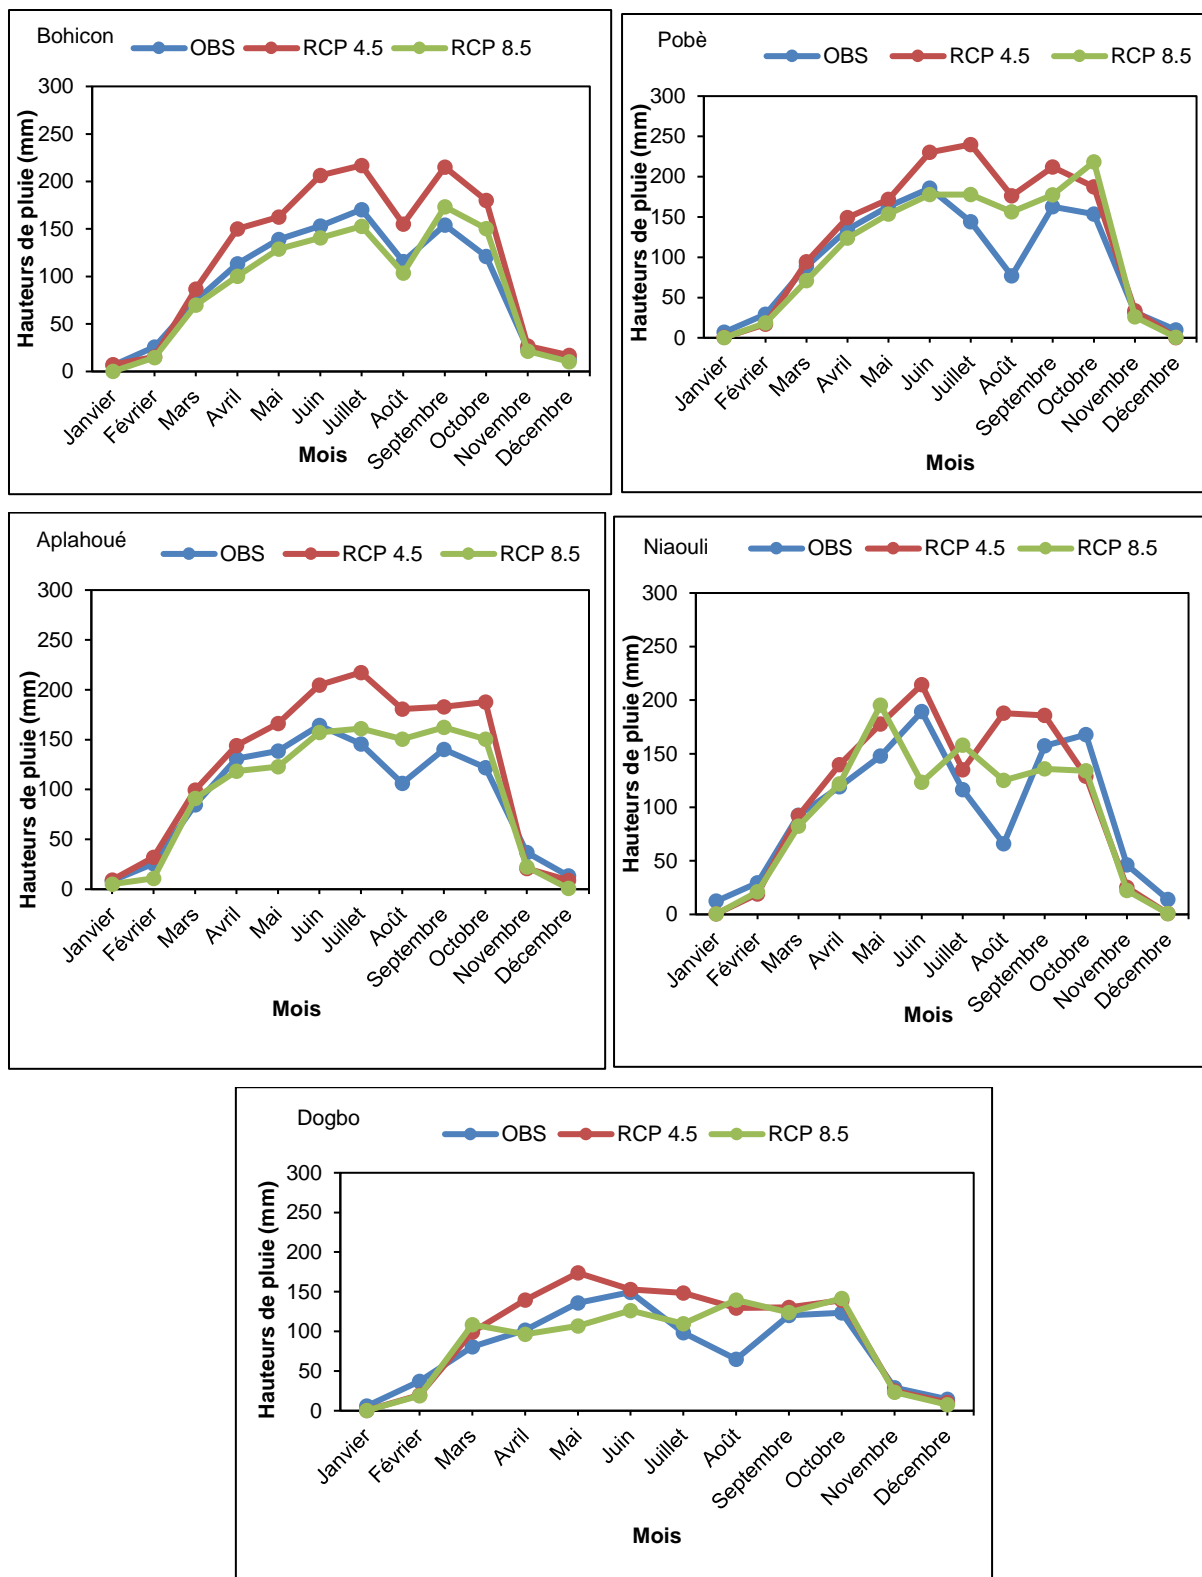 Bohicon
OBS RCP 4.5 RCP 8.5
Hauteurs de pluie (mm)
300
250
200
150
100
50
0
Janvier
Février
Mars
Avril
Mai
Juin
Juillet
Août
Septembre
Octobre
Novembre
Décembre
Mois
Pobè
OBS RCP 4.5 RCP 8.5
Hauteurs de pluie (mm)
300
250
200
150
100
50
0
Janvier
Février
Mars
Avril
Mai
Juin
Juillet
Août
Septembre
Octobre
Novembre
Décembre
Mois
Aplahoué
OBS RCP 4.5 RCP 8.5
Hauteurs de pluie (mm)
300
250
200
150
100
50
0
Janvier
Février
Mars
Avril
Mai
Juin
Juillet
Août
Septembre
Octobre
Novembre
Décembre
Mois
Niaouli
OBS RCP 4.5 RCP 8.5
Hauteurs de pluie (mm)
300
250
200
150
100
50
0
Janvier
Février
Mars
Avril
Mai
Juin
Juillet
Août
Septembre
Octobre
Novembre
Décembre
Mois
Dogbo
OBS RCP 4.5 RCP 8.5
Hauteurs de pluie (mm)
300
250
200
150
100
50
0
Janvier
Février
Mars
Avril
Mai
Juin
Juillet
Août
Septembre
Octobre
Novembre
Décembre
Mois